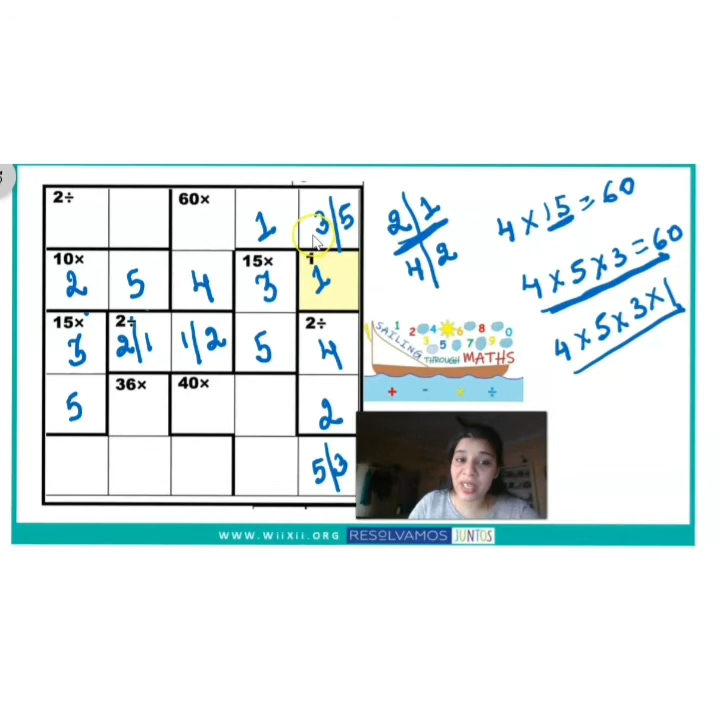 2÷ 60× 1 3/5
10× 2 5 4 15× 3 1 1
15× 3 2÷ 2/1 1/2 5 2÷ 4
5 36× 40× 2
5/3
2/1
4/2
4 × 15 = 60
4 × 5 × 3 = 60
4 × 5 × 3 × 1
1 2 4 6 8 0
3 5 7 9
SAILING THROUGH MATHS
+ - ÷
WWW.WiiXii.ORG RESOLVAMOS JUNTOS